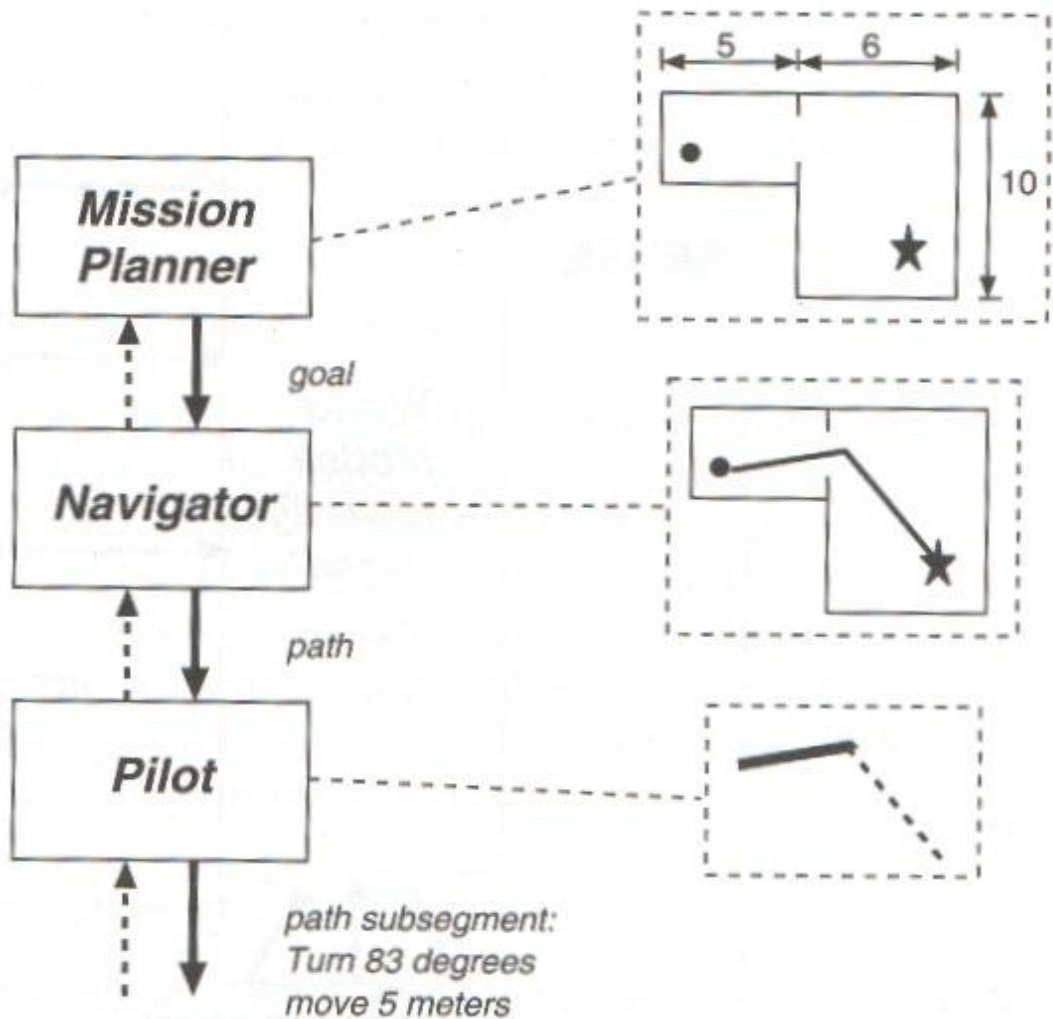 5
6
10
Mission
Planner
goal
Navigator
path
Pilot
path subsegment:
Turn 83 degrees
move 5 meters